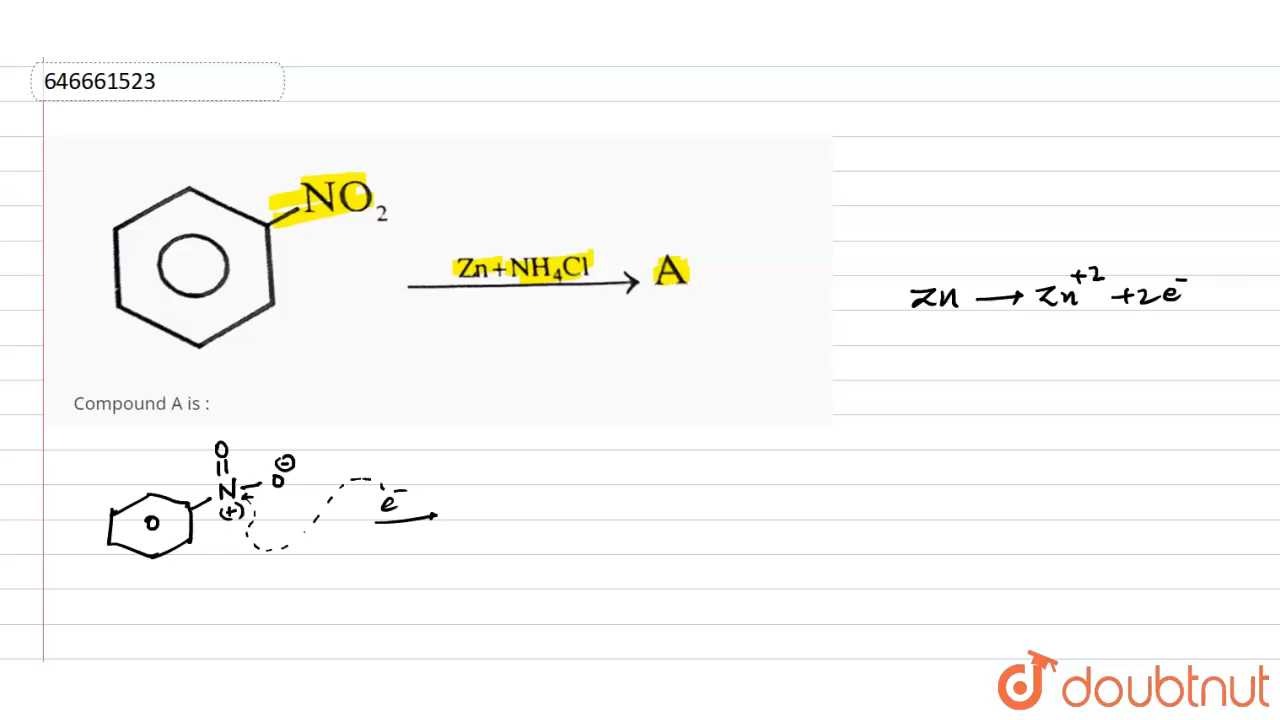 646661523
NO₂
Zn+NH₄Cl
A
Zn → Zn⁺² + 2e⁻
Compound A is :
O
N
O⁻
(+)
e⁻
doubtnut